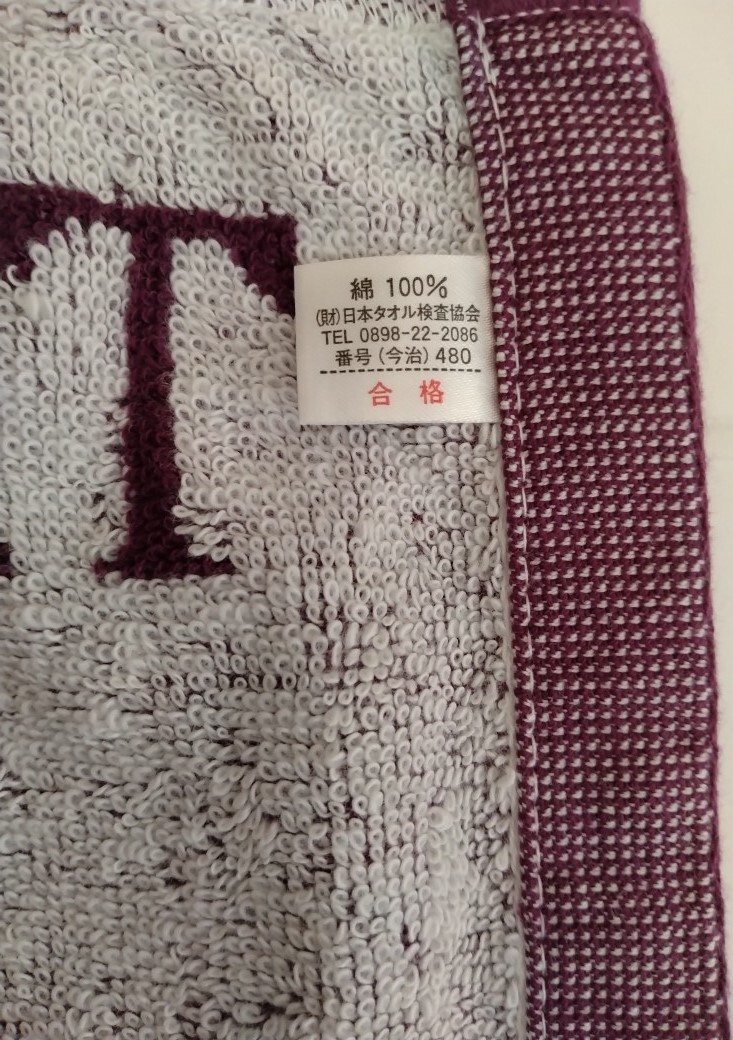 T
綿 100%
(財)日本タオル検査協会
TEL 0898-22-2086
番号(今治)480
合格